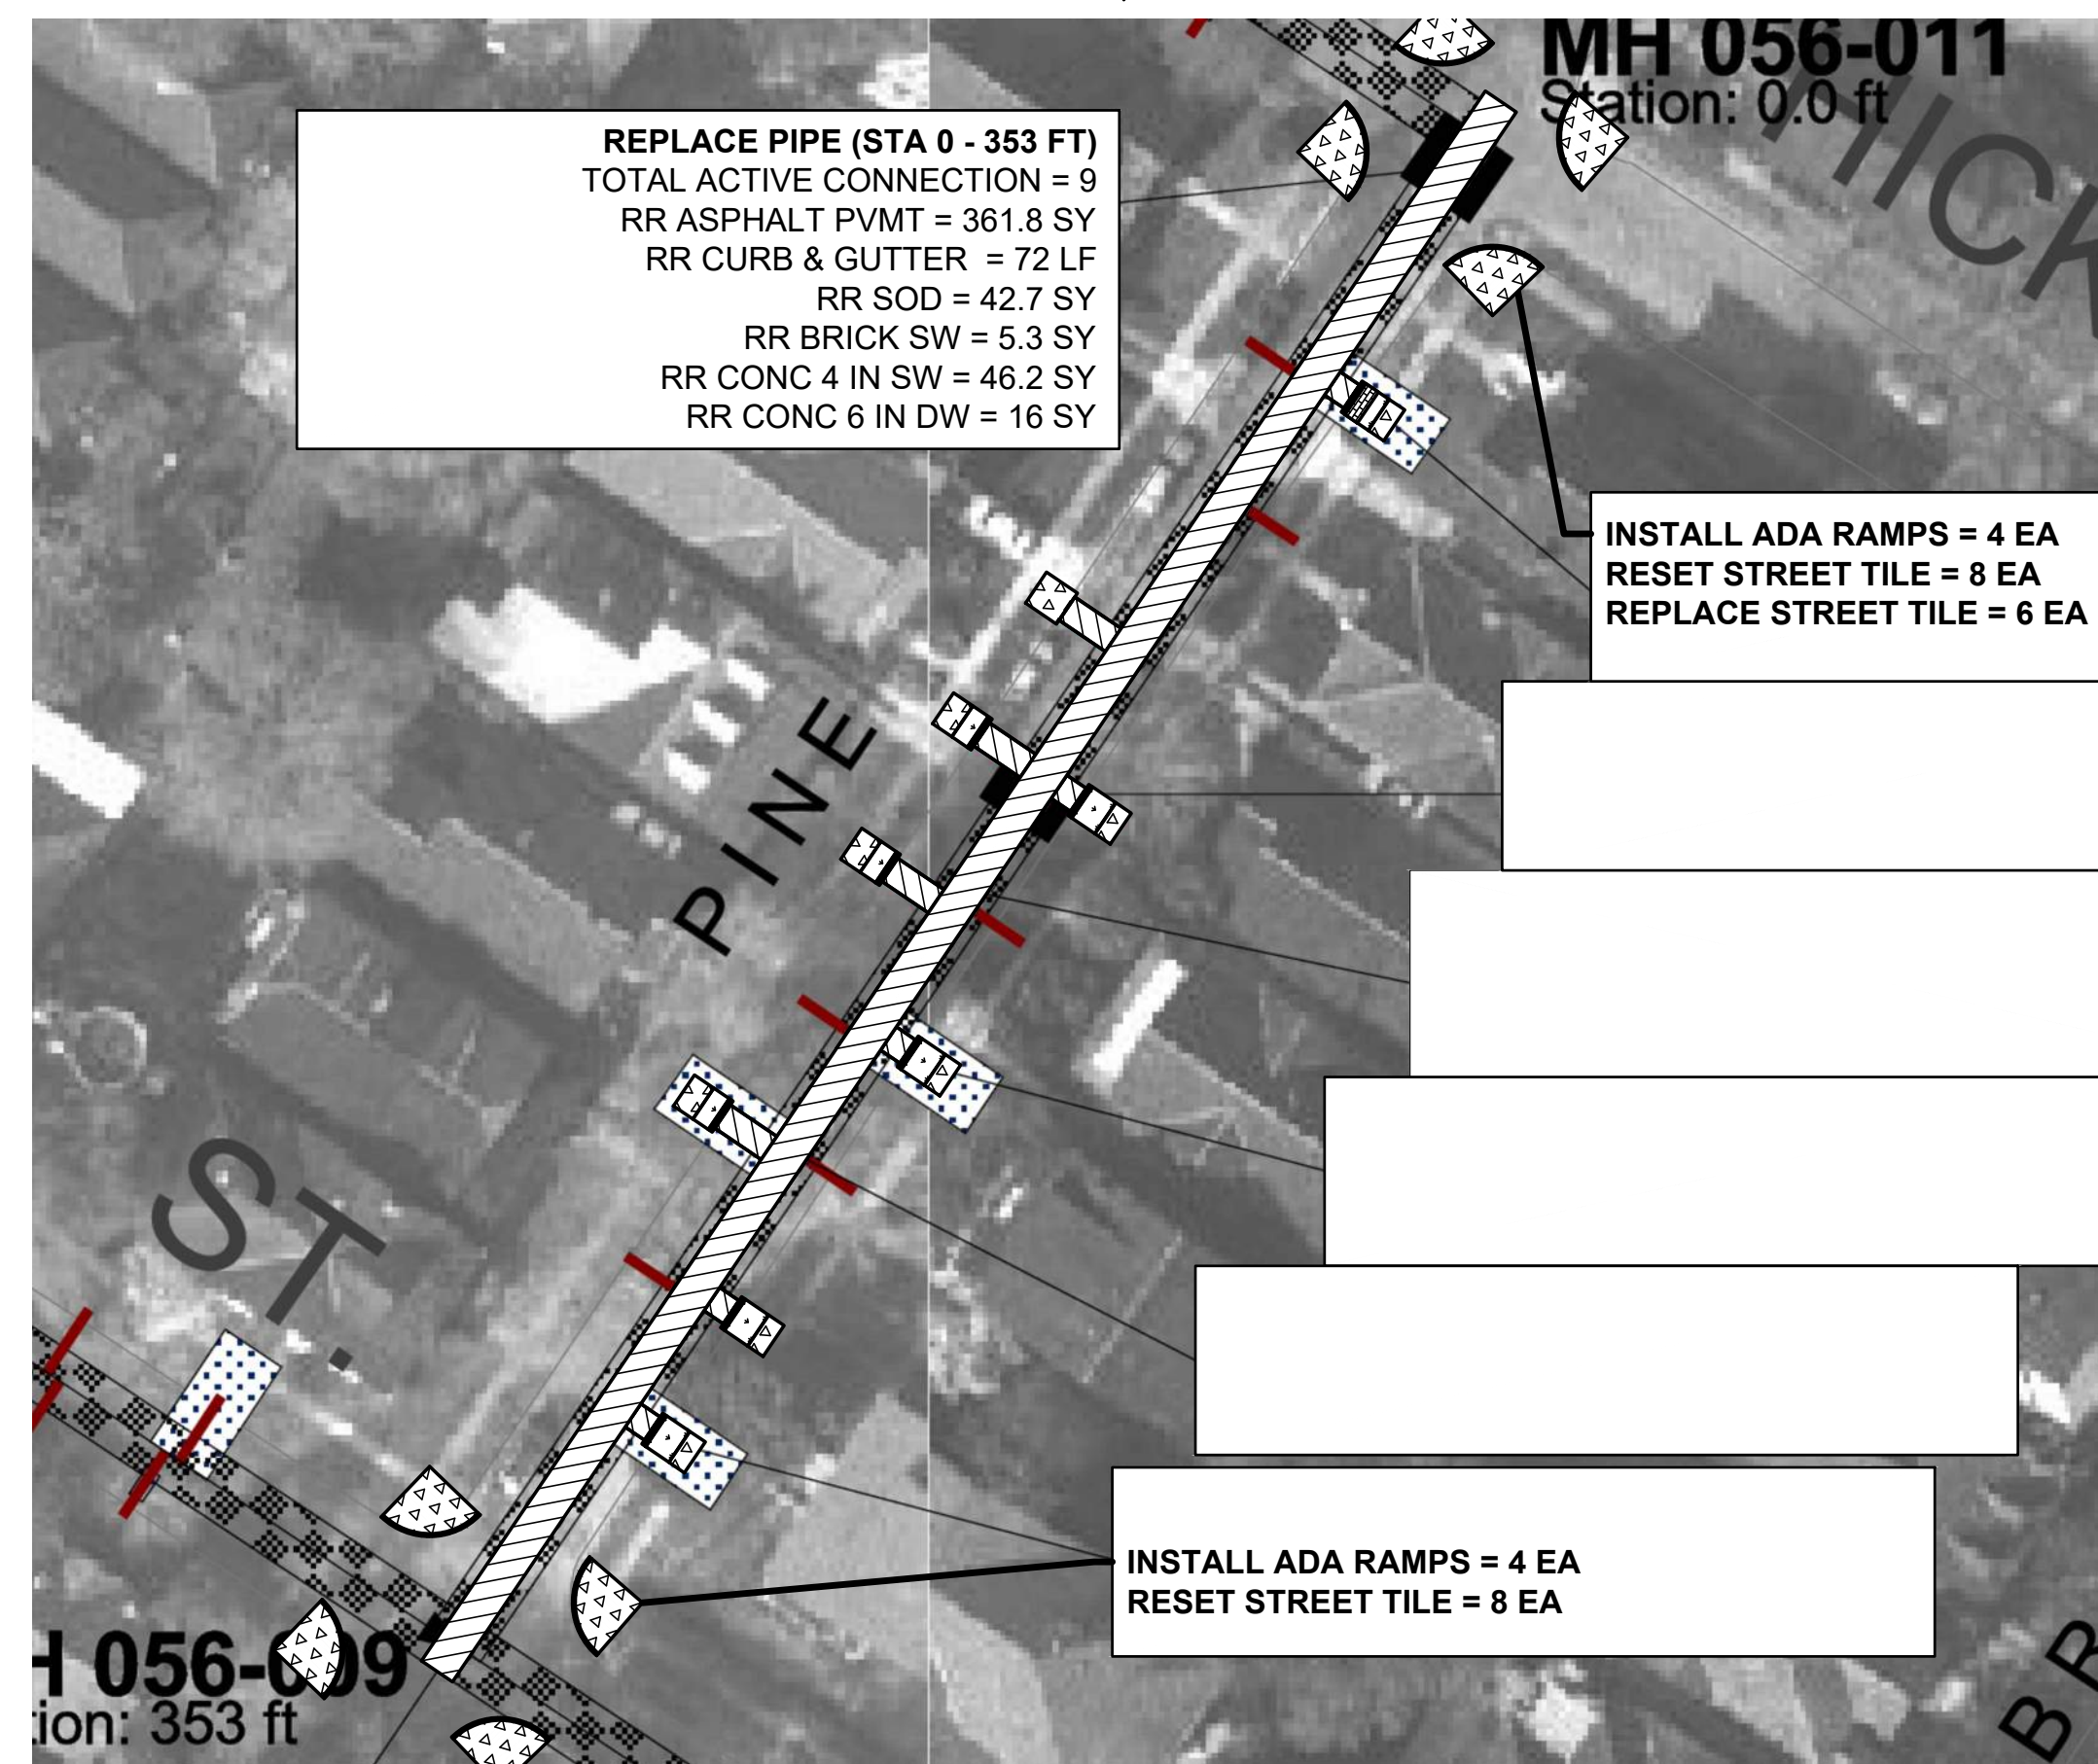 MH 056-011
Station: 0.0 ft
HICK
REPLACE PIPE (STA 0 - 353 FT)
TOTAL ACTIVE CONNECTION = 9
RR ASPHALT PVMT = 361.8 SY
RR CURB & GUTTER = 72 LF
RR SOD = 42.7 SY
RR BRICK SW = 5.3 SY
RR CONC 4 IN SW = 46.2 SY
RR CONC 6 IN DW = 16 SY
INSTALL ADA RAMPS = 4 EA
RESET STREET TILE = 8 EA
REPLACE STREET TILE = 6 EA
PINE
ST.
INSTALL ADA RAMPS = 4 EA
RESET STREET TILE = 8 EA
H 056-009
tion: 353 ft
BR